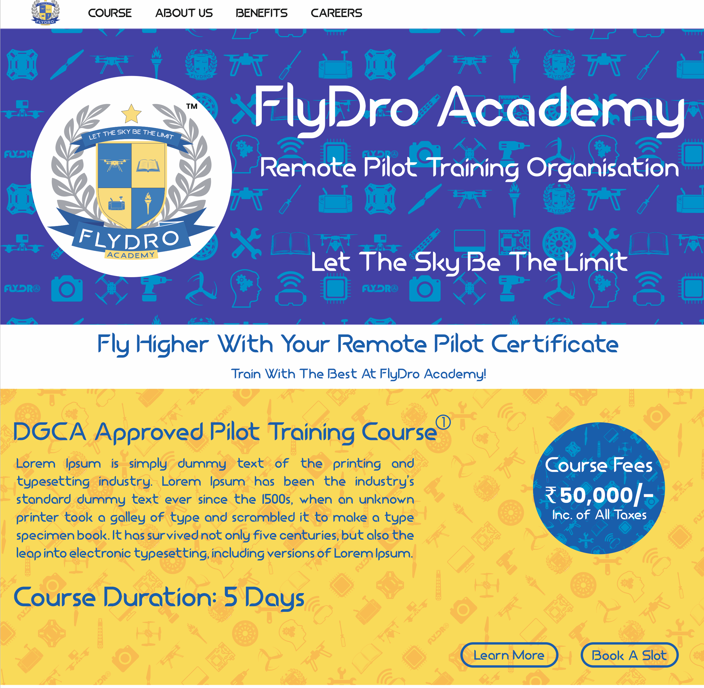 COURSE ABOUT US BENEFITS CAREERS
LET THE SKY BE THE LIMIT
FLYDRO
ACADEMY
™
FlyDro Academy
Remote Pilot Training Organisation
Let The Sky Be The Limit
Fly Higher With Your Remote Pilot Certificate
Train With The Best At FlyDro Academy!
DGCA Approved Pilot Training Course①
Lorem Ipsum is simply dummy text of the printing and
typesetting industry. Lorem Ipsum has been the industry's
standard dummy text ever since the 1500s, when an unknown
printer took a galley of type and scrambled it to make a type
specimen book. It has survived not only five centuries, but also the
leap into electronic typesetting, including versions of Lorem Ipsum.
Course Duration: 5 Days
Course Fees
₹50,000/-
Inc. of All Taxes
Learn More
Book A Slot